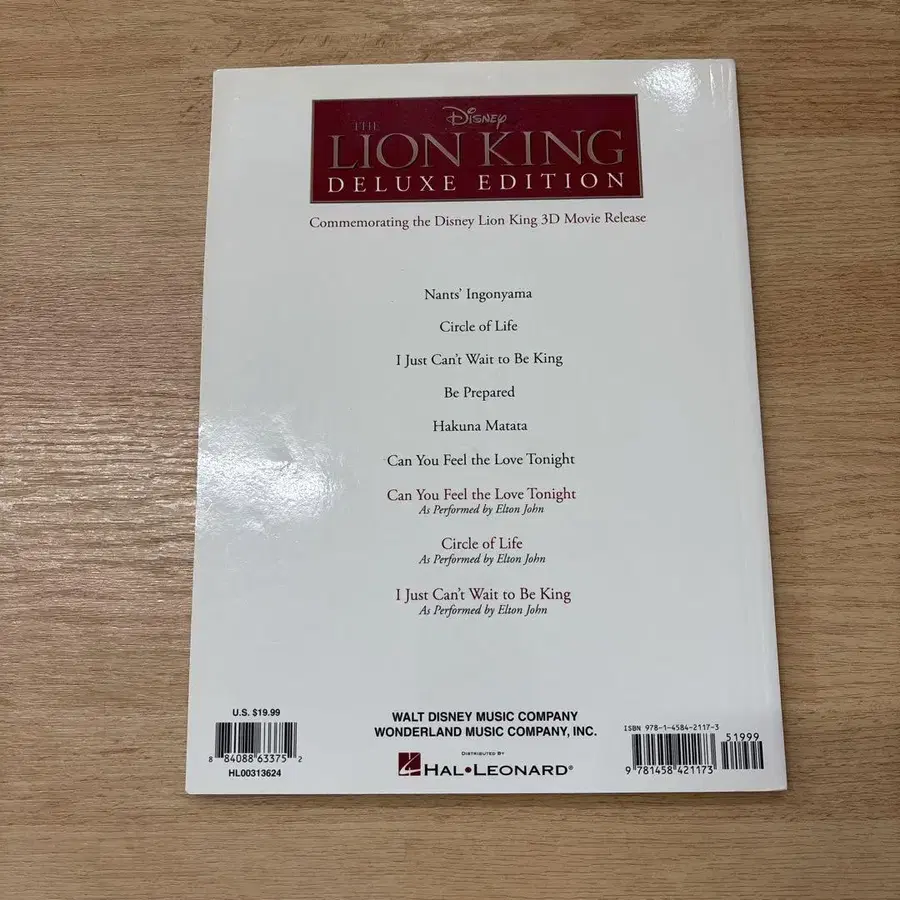 Disney
THE
LION KING
DELUXE EDITION
Commemorating the Disney Lion King 3D Movie Release
Nants' Ingonyama
Circle of Life
I Just Can't Wait to Be King
Be Prepared
Hakuna Matata
Can You Feel the Love Tonight
Can You Feel the Love Tonight
As Performed by Elton John
Circle of Life
As Performed by Elton John
I Just Can't Wait to Be King
As Performed by Elton John
U.S. $19.99
8 84088 63375 2
HL00313624
WALT DISNEY MUSIC COMPANY
WONDERLAND MUSIC COMPANY, INC.
DISTRIBUTED BY
HAL•LEONARD®
ISBN 978-1-4584-2117-3
51999
9 781458 421173